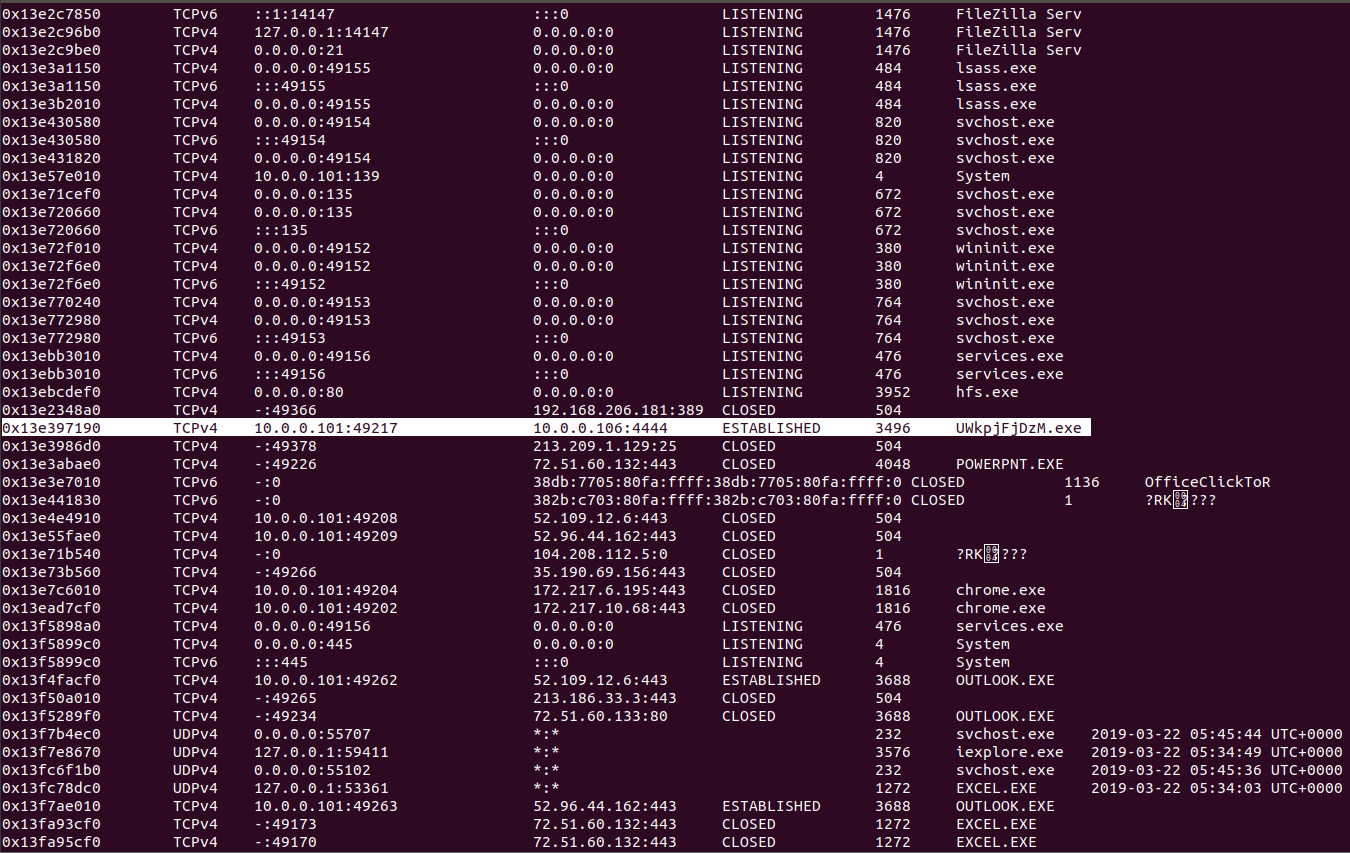 0x13e2c7850 TCPv6 ::1:14147 :::0 LISTENING 1476 FileZilla Serv
0x13e2c96b0 TCPv4 127.0.0.1:14147 0.0.0.0:0 LISTENING 1476 FileZilla Serv
0x13e2c9be0 TCPv4 0.0.0.0:21 0.0.0.0:0 LISTENING 1476 FileZilla Serv
0x13e3a1150 TCPv4 0.0.0.0:49155 0.0.0.0:0 LISTENING 484 lsass.exe
0x13e3a1150 TCPv6 :::49155 :::0 LISTENING 484 lsass.exe
0x13e3b2010 TCPv4 0.0.0.0:49155 0.0.0.0:0 LISTENING 484 lsass.exe
0x13e430580 TCPv4 0.0.0.0:49154 0.0.0.0:0 LISTENING 820 svchost.exe
0x13e430580 TCPv6 :::49154 :::0 LISTENING 820 svchost.exe
0x13e431820 TCPv4 0.0.0.0:49154 0.0.0.0:0 LISTENING 820 svchost.exe
0x13e57e010 TCPv4 10.0.0.101:139 0.0.0.0:0 LISTENING 4 System
0x13e71cef0 TCPv4 0.0.0.0:135 0.0.0.0:0 LISTENING 672 svchost.exe
0x13e720660 TCPv4 0.0.0.0:135 0.0.0.0:0 LISTENING 672 svchost.exe
0x13e720660 TCPv6 :::135 :::0 LISTENING 672 svchost.exe
0x13e72f010 TCPv4 0.0.0.0:49152 0.0.0.0:0 LISTENING 380 wininit.exe
0x13e72f6e0 TCPv4 0.0.0.0:49152 0.0.0.0:0 LISTENING 380 wininit.exe
0x13e72f6e0 TCPv6 :::49152 :::0 LISTENING 380 wininit.exe
0x13e770240 TCPv4 0.0.0.0:49153 0.0.0.0:0 LISTENING 764 svchost.exe
0x13e772980 TCPv4 0.0.0.0:49153 0.0.0.0:0 LISTENING 764 svchost.exe
0x13e772980 TCPv6 :::49153 :::0 LISTENING 764 svchost.exe
0x13ebb3010 TCPv4 0.0.0.0:49156 0.0.0.0:0 LISTENING 476 services.exe
0x13ebb3010 TCPv6 :::49156 :::0 LISTENING 476 services.exe
0x13ebcdef0 TCPv4 0.0.0.0:80 0.0.0.0:0 LISTENING 3952 hfs.exe
0x13e2348a0 TCPv4 -:49366 192.168.206.181:389 CLOSED 504
0x13e397190 TCPv4 10.0.0.101:49217 10.0.0.106:4444 ESTABLISHED 3496 UWkpjFjDzM.exe
0x13e3986d0 TCPv4 -:49378 213.209.1.129:25 CLOSED 504
0x13e3abae0 TCPv4 -:49226 72.51.60.132:443 CLOSED 4048 POWERPNT.EXE
0x13e3e7010 TCPv6 -:0 38db:7705:80fa:ffff:38db:7705:80fa:ffff:0 CLOSED 1136 OfficeClickToR
0x13e441830 TCPv6 -:0 382b:c703:80fa:ffff:382b:c703:80fa:ffff:0 CLOSED 1 ?RK???
0x13e4e4910 TCPv4 10.0.0.101:49208 52.109.12.6:443 CLOSED 504
0x13e55fae0 TCPv4 10.0.0.101:49209 52.96.44.162:443 CLOSED 504
0x13e71b540 TCPv4 -:0 104.208.112.5:0 CLOSED 1 ?RK???
0x13e73b560 TCPv4 -:49266 35.190.69.156:443 CLOSED 504
0x13e7c6010 TCPv4 10.0.0.101:49204 172.217.6.195:443 CLOSED 1816 chrome.exe
0x13ead7cf0 TCPv4 10.0.0.101:49202 172.217.10.68:443 CLOSED 1816 chrome.exe
0x13f5898a0 TCPv4 0.0.0.0:49156 0.0.0.0:0 LISTENING 476 services.exe
0x13f5899c0 TCPv4 0.0.0.0:445 0.0.0.0:0 LISTENING 4 System
0x13f5899c0 TCPv6 :::445 :::0 LISTENING 4 System
0x13f4facf0 TCPv4 10.0.0.101:49262 52.109.12.6:443 ESTABLISHED 3688 OUTLOOK.EXE
0x13f50a010 TCPv4 -:49265 213.186.33.3:443 CLOSED 504
0x13f5289f0 TCPv4 -:49234 72.51.60.133:80 CLOSED 3688 OUTLOOK.EXE
0x13f7b4ec0 UDPv4 0.0.0.0:55707 *:* 232 svchost.exe 2019-03-22 05:45:44 UTC+0000
0x13f7e8670 UDPv4 127.0.0.1:59411 *:* 3576 iexplore.exe 2019-03-22 05:34:49 UTC+0000
0x13fc6f1b0 UDPv4 0.0.0.0:55102 *:* 232 svchost.exe 2019-03-22 05:45:36 UTC+0000
0x13fc78dc0 UDPv4 127.0.0.1:53361 *:* 1272 EXCEL.EXE 2019-03-22 05:34:03 UTC+0000
0x13f7ae010 TCPv4 10.0.0.101:49263 52.96.44.162:443 ESTABLISHED 3688 OUTLOOK.EXE
0x13fa93cf0 TCPv4 -:49173 72.51.60.132:443 CLOSED 1272 EXCEL.EXE
0x13fa95cf0 TCPv4 -:49170 72.51.60.132:443 CLOSED 1272 EXCEL.EXE